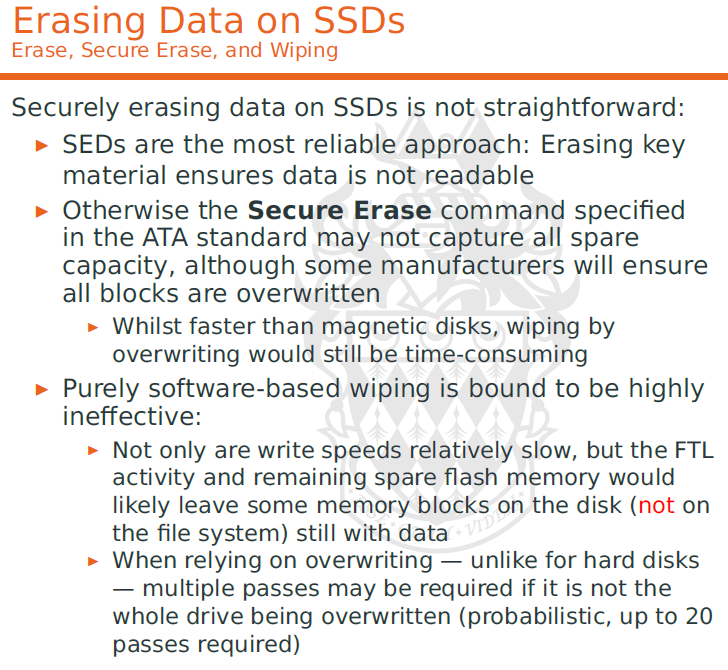 Erasing Data on SSDs
Erase, Secure Erase, and Wiping
Securely erasing data on SSDs is not straightforward:
► SEDs are the most reliable approach: Erasing key
material ensures data is not readable
► Otherwise the Secure Erase command specified
in the ATA standard may not capture all spare
capacity, although some manufacturers will ensure
all blocks are overwritten
► Whilst faster than magnetic disks, wiping by
overwriting would still be time-consuming
► Purely software-based wiping is bound to be highly
ineffective:
► Not only are write speeds relatively slow, but the FTL
activity and remaining spare flash memory would
likely leave some memory blocks on the disk (not on
the file system) still with data
► When relying on overwriting — unlike for hard disks
— multiple passes may be required if it is not the
whole drive being overwritten (probabilistic, up to 20
passes required)